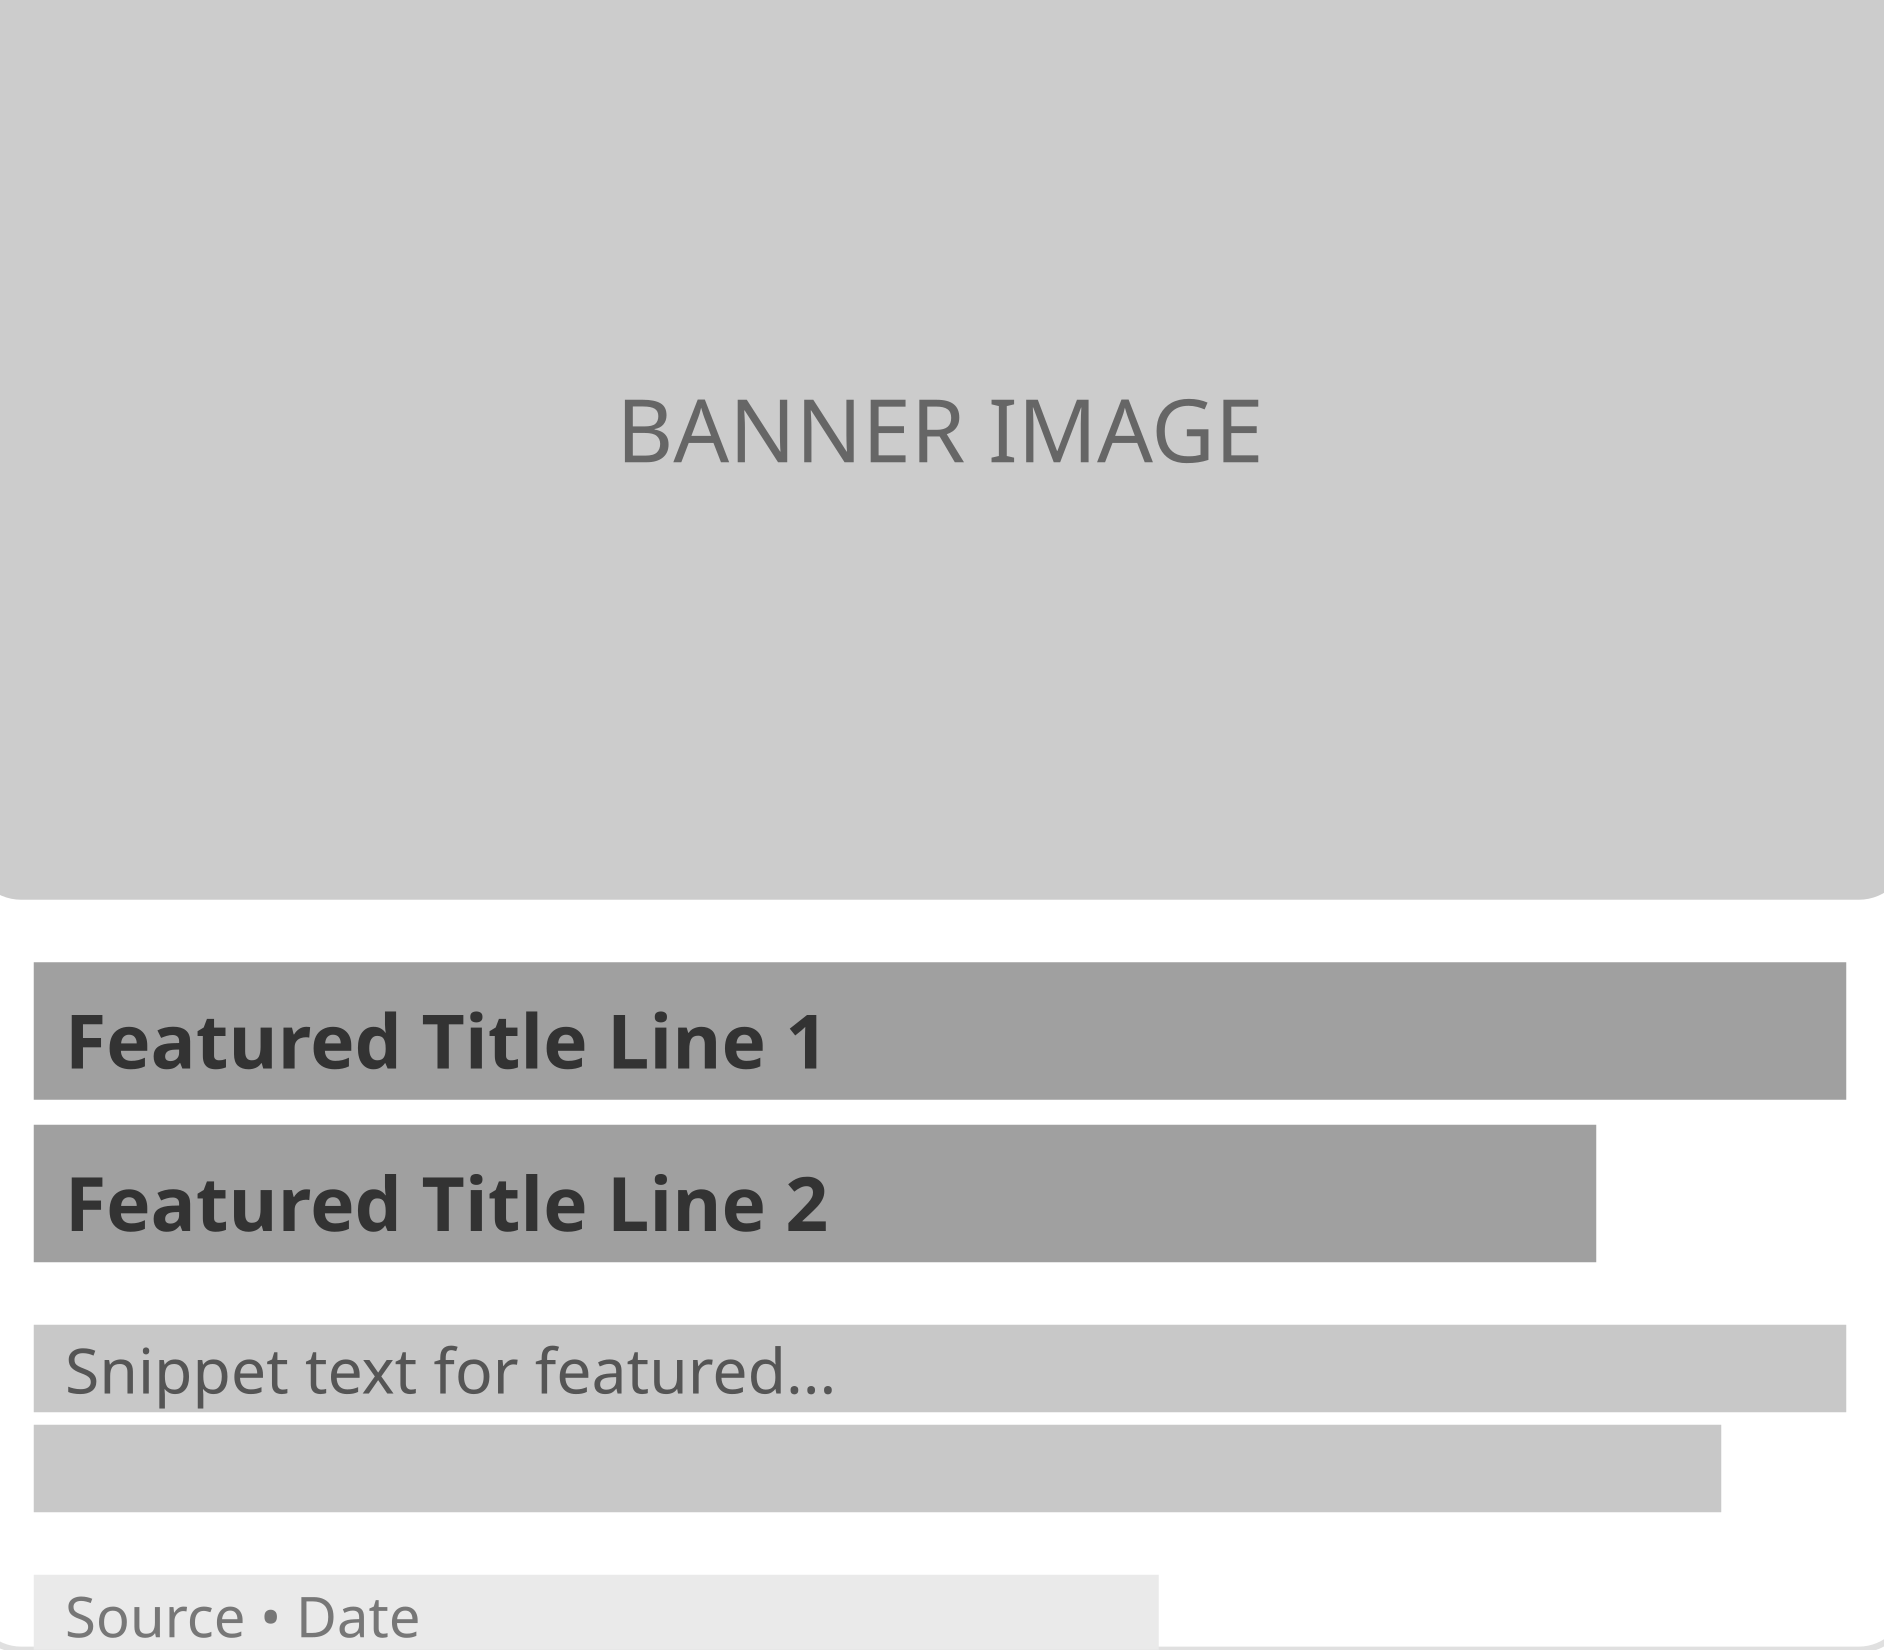 BANNER IMAGE
Featured Title Line 1
Featured Title Line 2
Snippet text for featured...
Source • Date